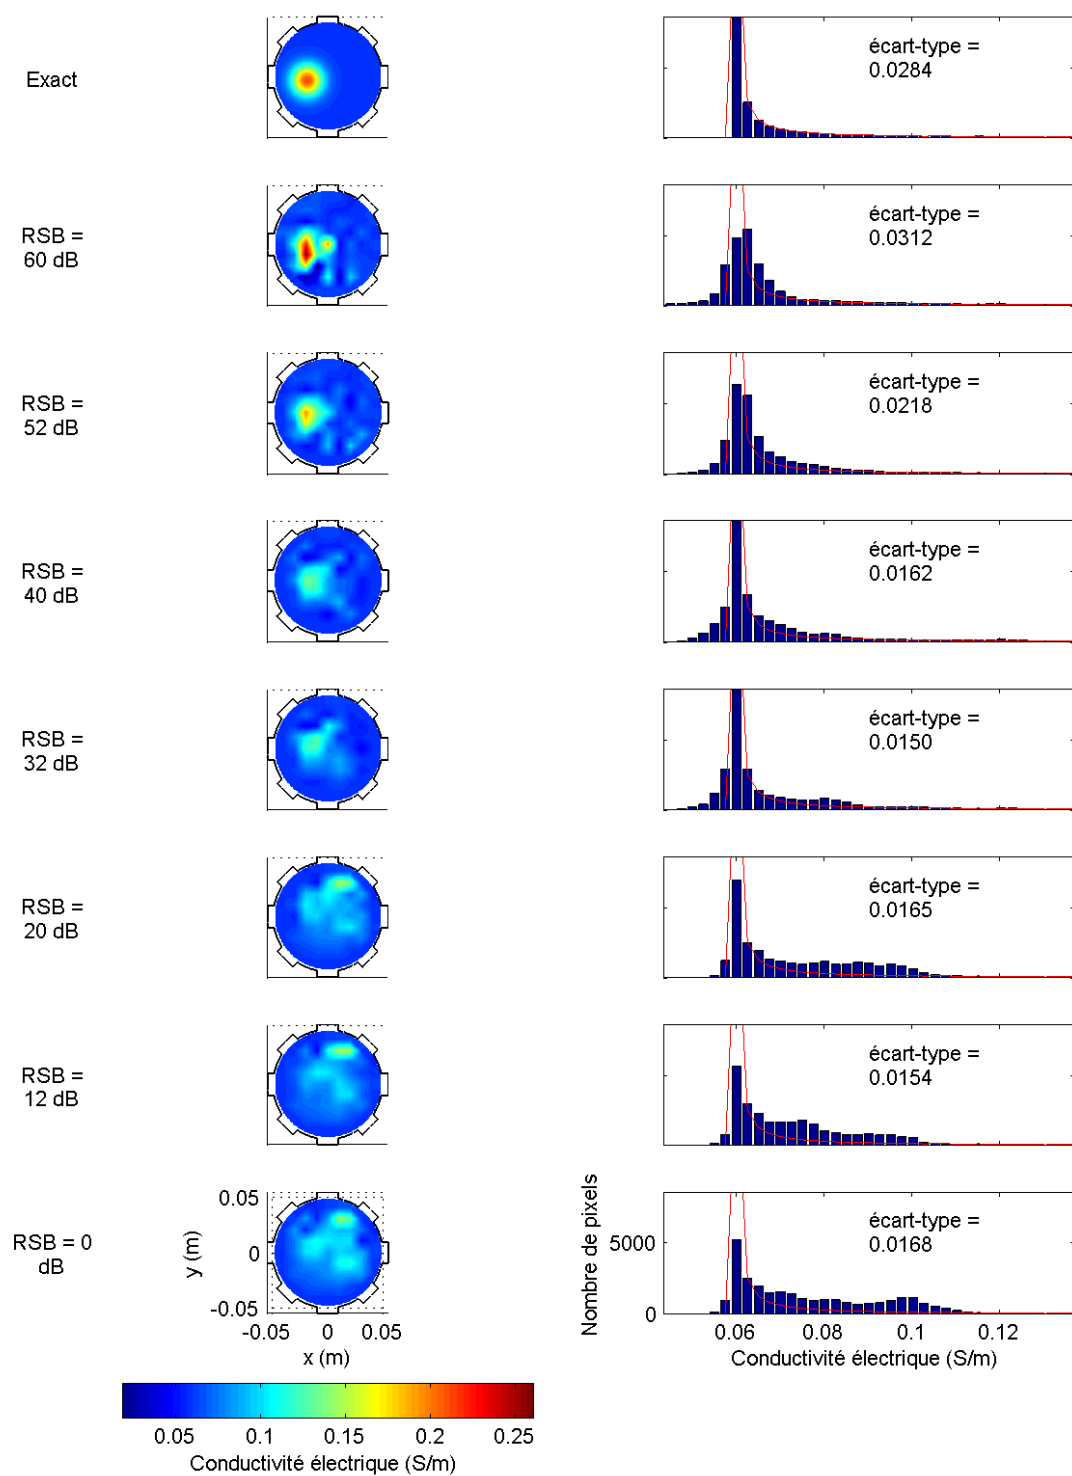 Exact
écart-type =
0.0284
RSB =
60 dB
écart-type =
0.0312
RSB =
52 dB
écart-type =
0.0218
RSB =
40 dB
écart-type =
0.0162
RSB =
32 dB
écart-type =
0.0150
RSB =
20 dB
écart-type =
0.0165
RSB =
12 dB
écart-type =
0.0154
RSB = 0
dB
y (m)
0.05
0
-0.05
-0.05 0 0.05
x (m)
Nombre de pixels
5000
0
écart-type =
0.0168
0.06 0.08 0.1 0.12
Conductivité électrique (S/m)
0.05 0.1 0.15 0.2 0.25
Conductivité électrique (S/m)